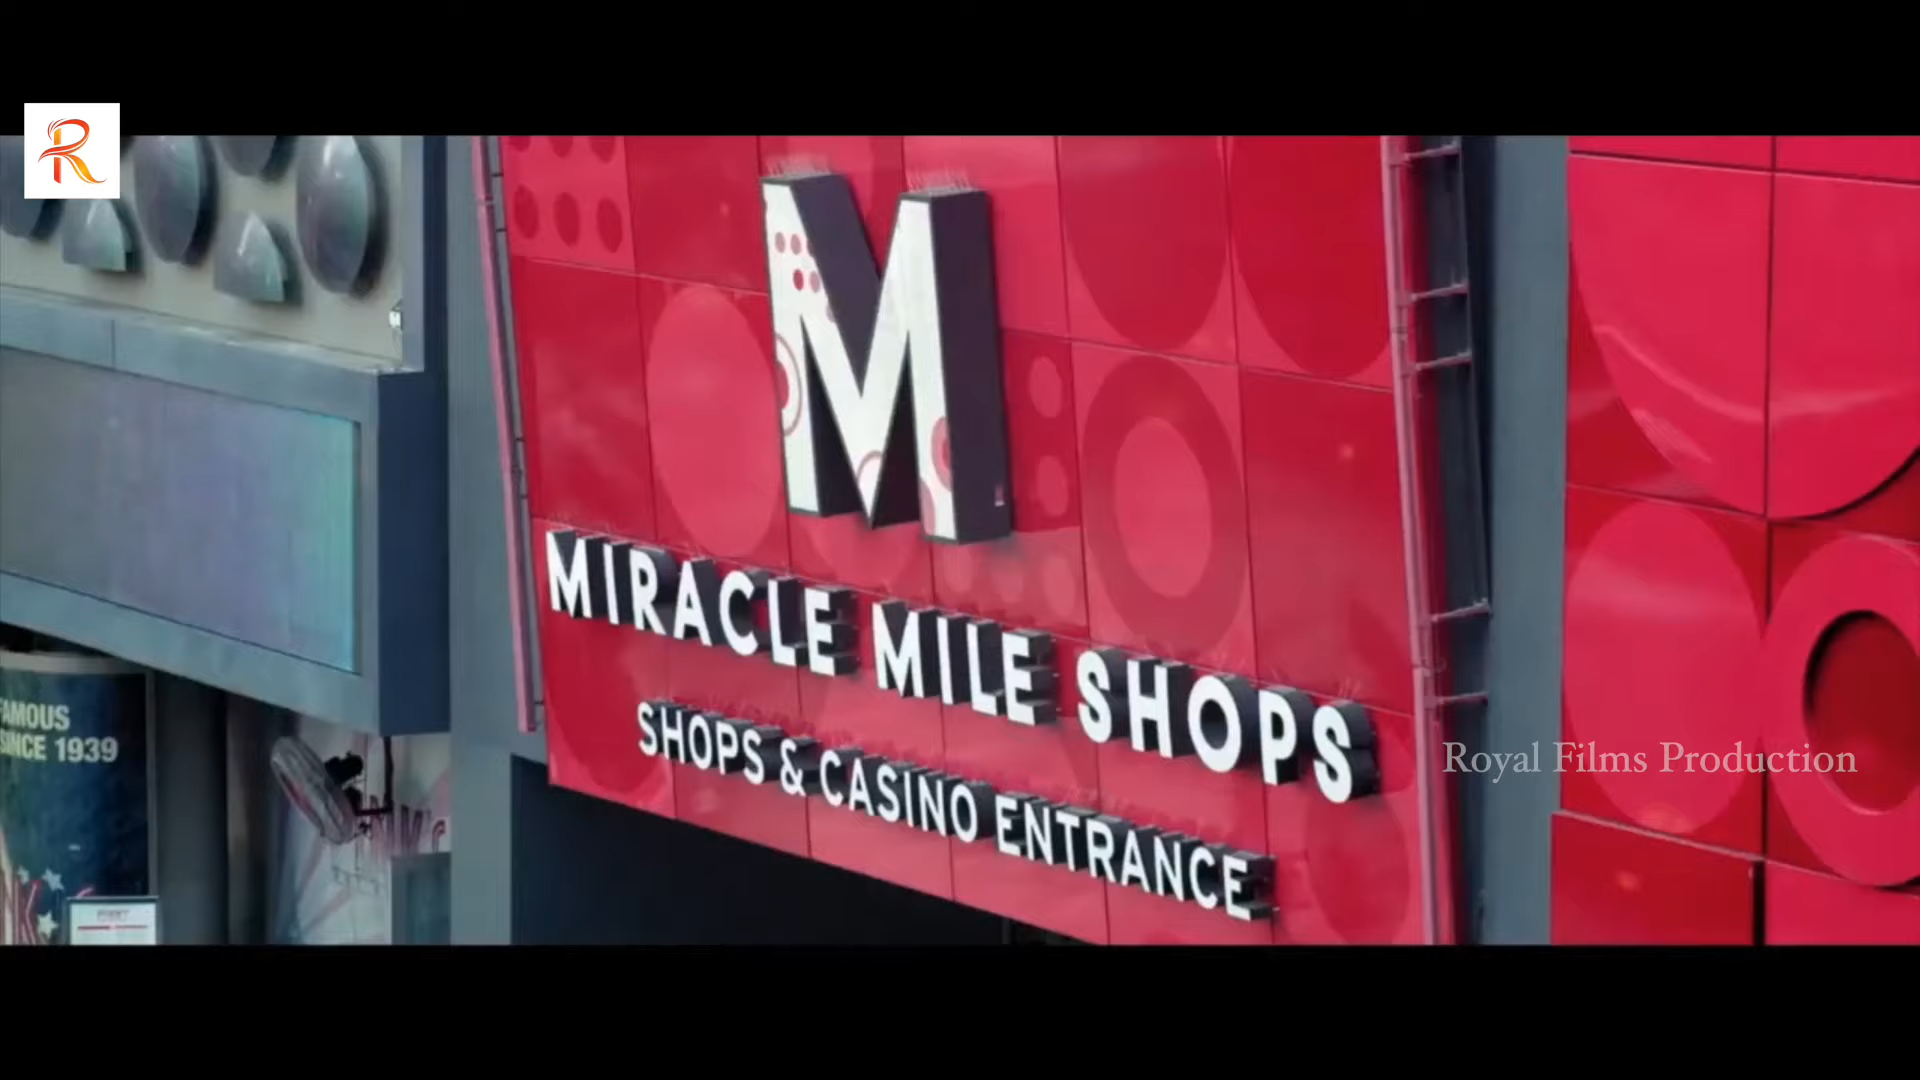 R
M
MIRACLE MILE SHOPS
SHOPS & CASINO ENTRANCE
Royal Films Production
FAMOUS
SINCE 1939